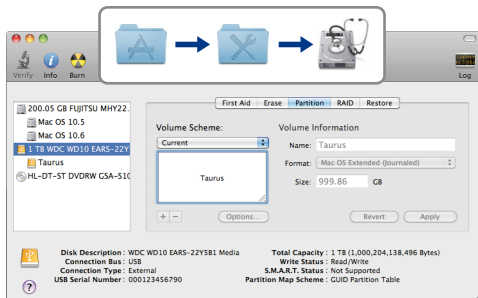 Verify Info Burn Log
First Aid Erase Partition RAID Restore
200.05 GB FUJITSU MHY22.
Mac OS 10.5
Mac OS 10.6
1 TB WDC WD10 EARS-22Y
Taurus
HL-DT-ST DVDRW GSA-S10
Volume Scheme:
Current
Taurus
+ − Options...
Volume Information
Name: Taurus
Format: Mac OS Extended (Journaled)
Size: 999.86 GB
Revert Apply
Disk Description : WDC WD10 EARS-22Y5B1 Media
Connection Bus : USB
Connection Type : External
USB Serial Number : 000123456790
Total Capacity : 1 TB (1,000,204,138,496 Bytes)
Write Status : Read/Write
S.M.A.R.T. Status : Not Supported
Partition Map Scheme : GUID Partition Table
?